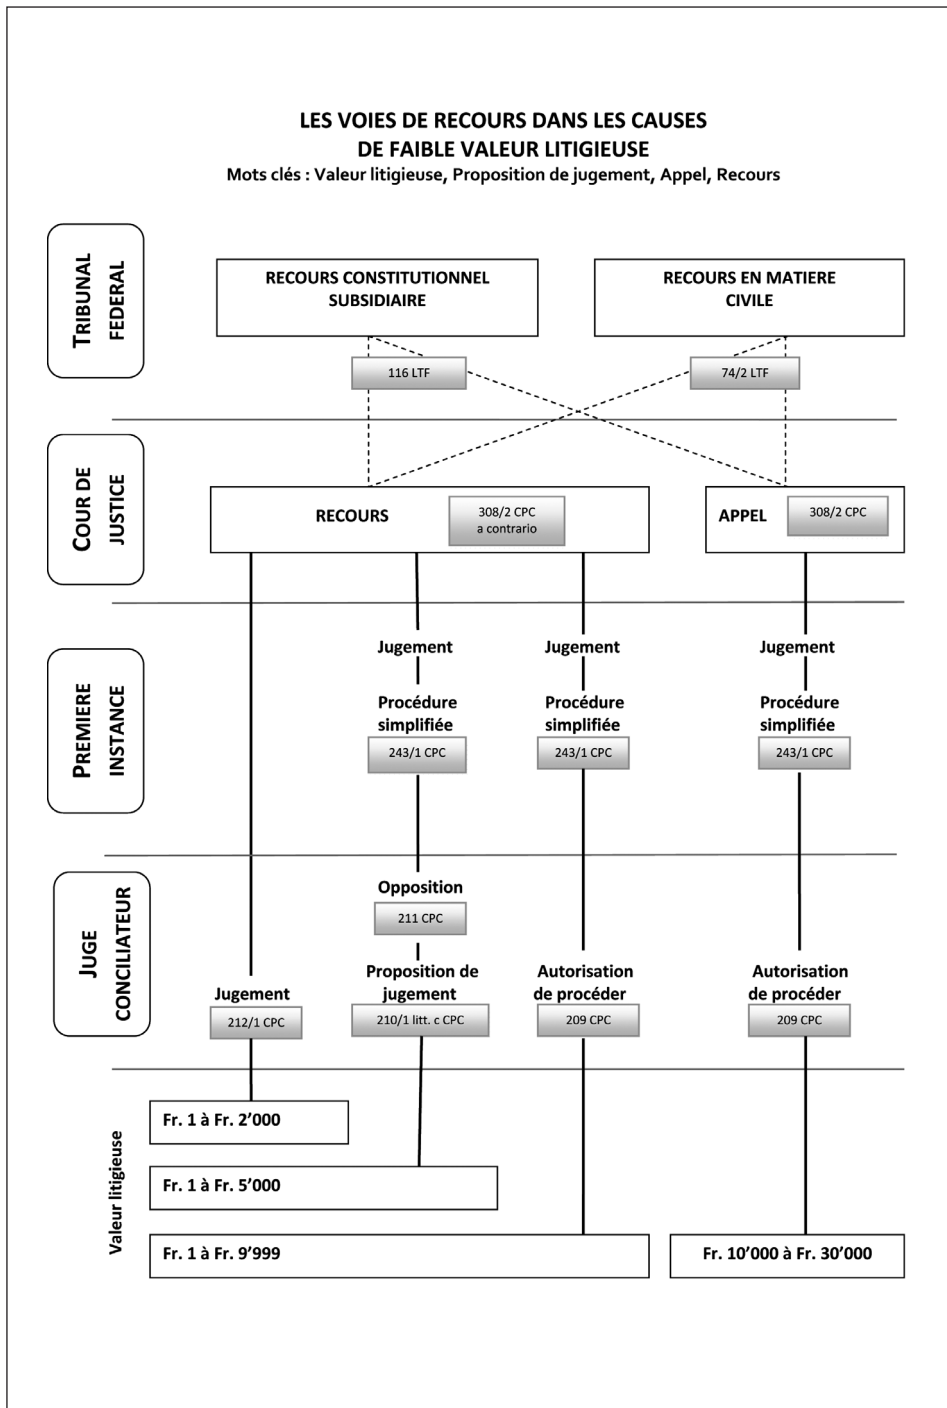 LES VOIES DE RECOURS DANS LES CAUSES
DE FAIBLE VALEUR LITIGIEUSE
Mots clés : Valeur litigieuse, Proposition de jugement, Appel, Recours
TRIBUNAL
FEDERAL
RECOURS CONSTITUTIONNEL
SUBSIDIAIRE
RECOURS EN MATIERE
CIVILE
116 LTF
74/2 LTF
COUR DE
JUSTICE
RECOURS
308/2 CPC
a contrario
APPEL
308/2 CPC
PREMIERE
INSTANCE
Jugement
Jugement
Jugement
Procédure
simplifiée
Procédure
simplifiée
Procédure
simplifiée
243/1 CPC
243/1 CPC
243/1 CPC
JUGE
CONCILIATEUR
Opposition
211 CPC
Jugement
212/1 CPC
Proposition de
jugement
210/1 litt. c CPC
Autorisation
de procéder
209 CPC
Autorisation
de procéder
209 CPC
Valeur litigieuse
Fr. 1 à Fr. 2’000
Fr. 1 à Fr. 5’000
Fr. 1 à Fr. 9’999
Fr. 10’000 à Fr. 30’000